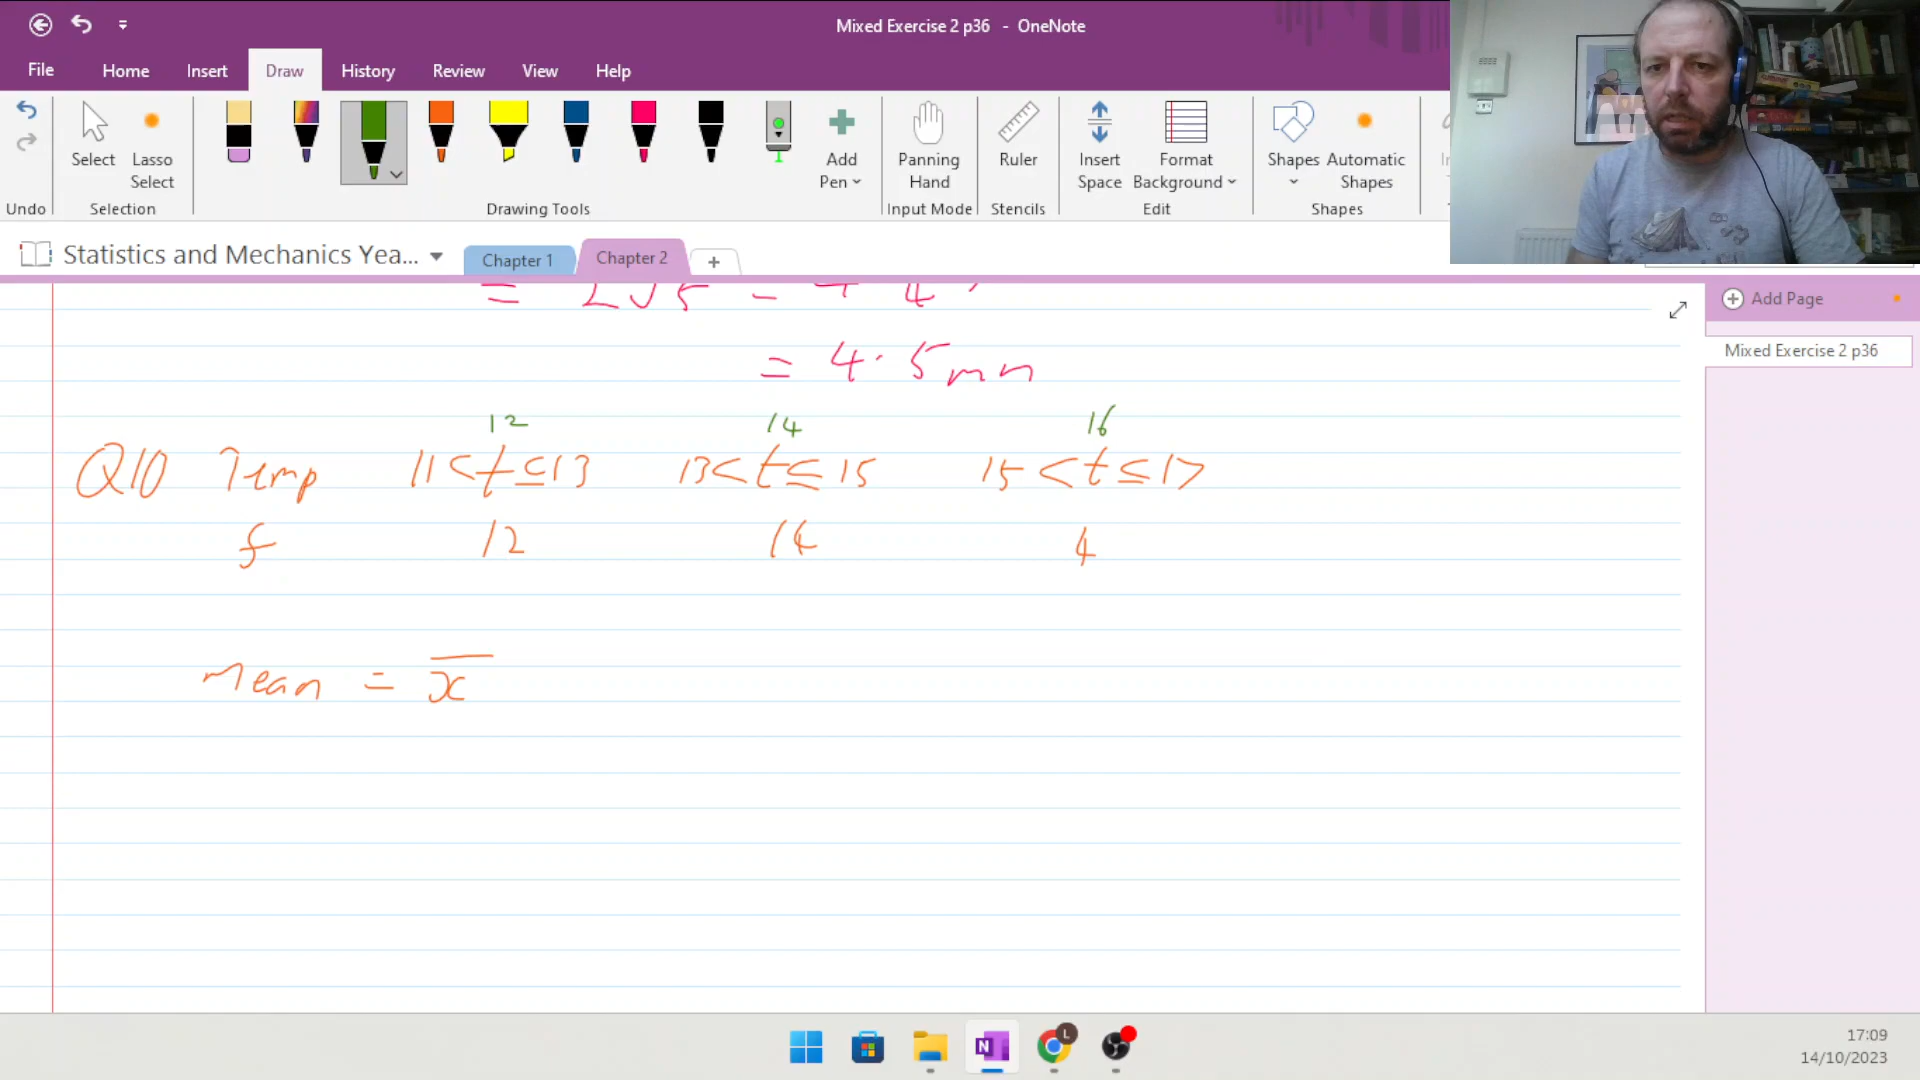 Mixed Exercise 2 p36 - OneNote
File Home Insert Draw History Review View Help
Select Lasso Select Add Pen Panning Hand Ruler Insert Space Format Background Shapes Automatic Shapes
Undo Selection Drawing Tools Input Mode Stencils Edit Shapes
Statistics and Mechanics Yea... Chapter 1 Chapter 2 +
Add Page
Mixed Exercise 2 p36
= 4.5mm
12 14 16
Q10 Temp 11<t≤13 13<t≤15 15<t≤17
f 12 14 4
Mean = x̄
L
N
17:09
14/10/2023